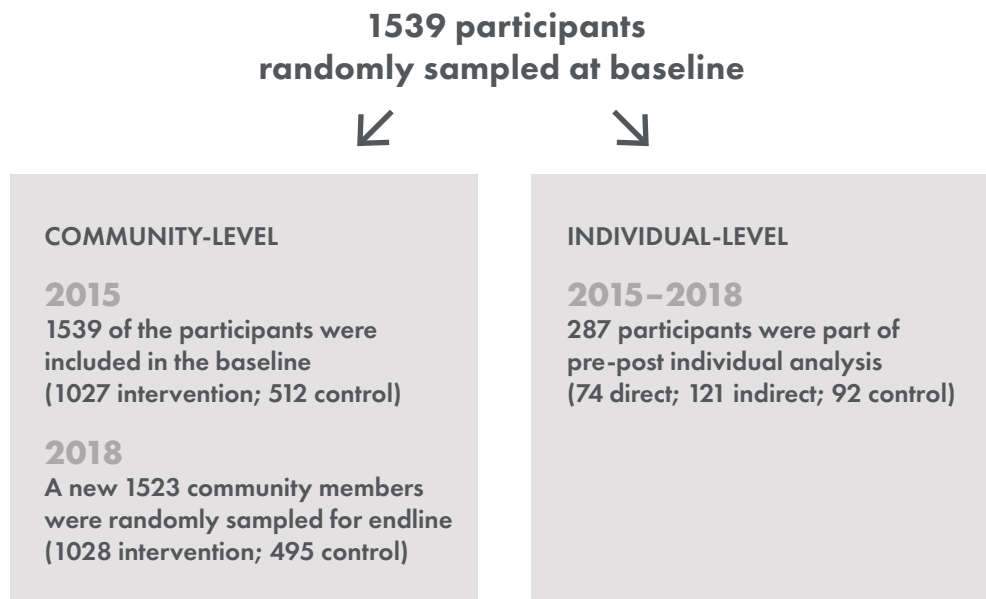 1539 participants
randomly sampled at baseline
COMMUNITY-LEVEL
2015
1539 of the participants were
included in the baseline
(1027 intervention; 512 control)
2018
A new 1523 community members
were randomly sampled for endline
(1028 intervention; 495 control)
INDIVIDUAL-LEVEL
2015–2018
287 participants were part of
pre-post individual analysis
(74 direct; 121 indirect; 92 control)